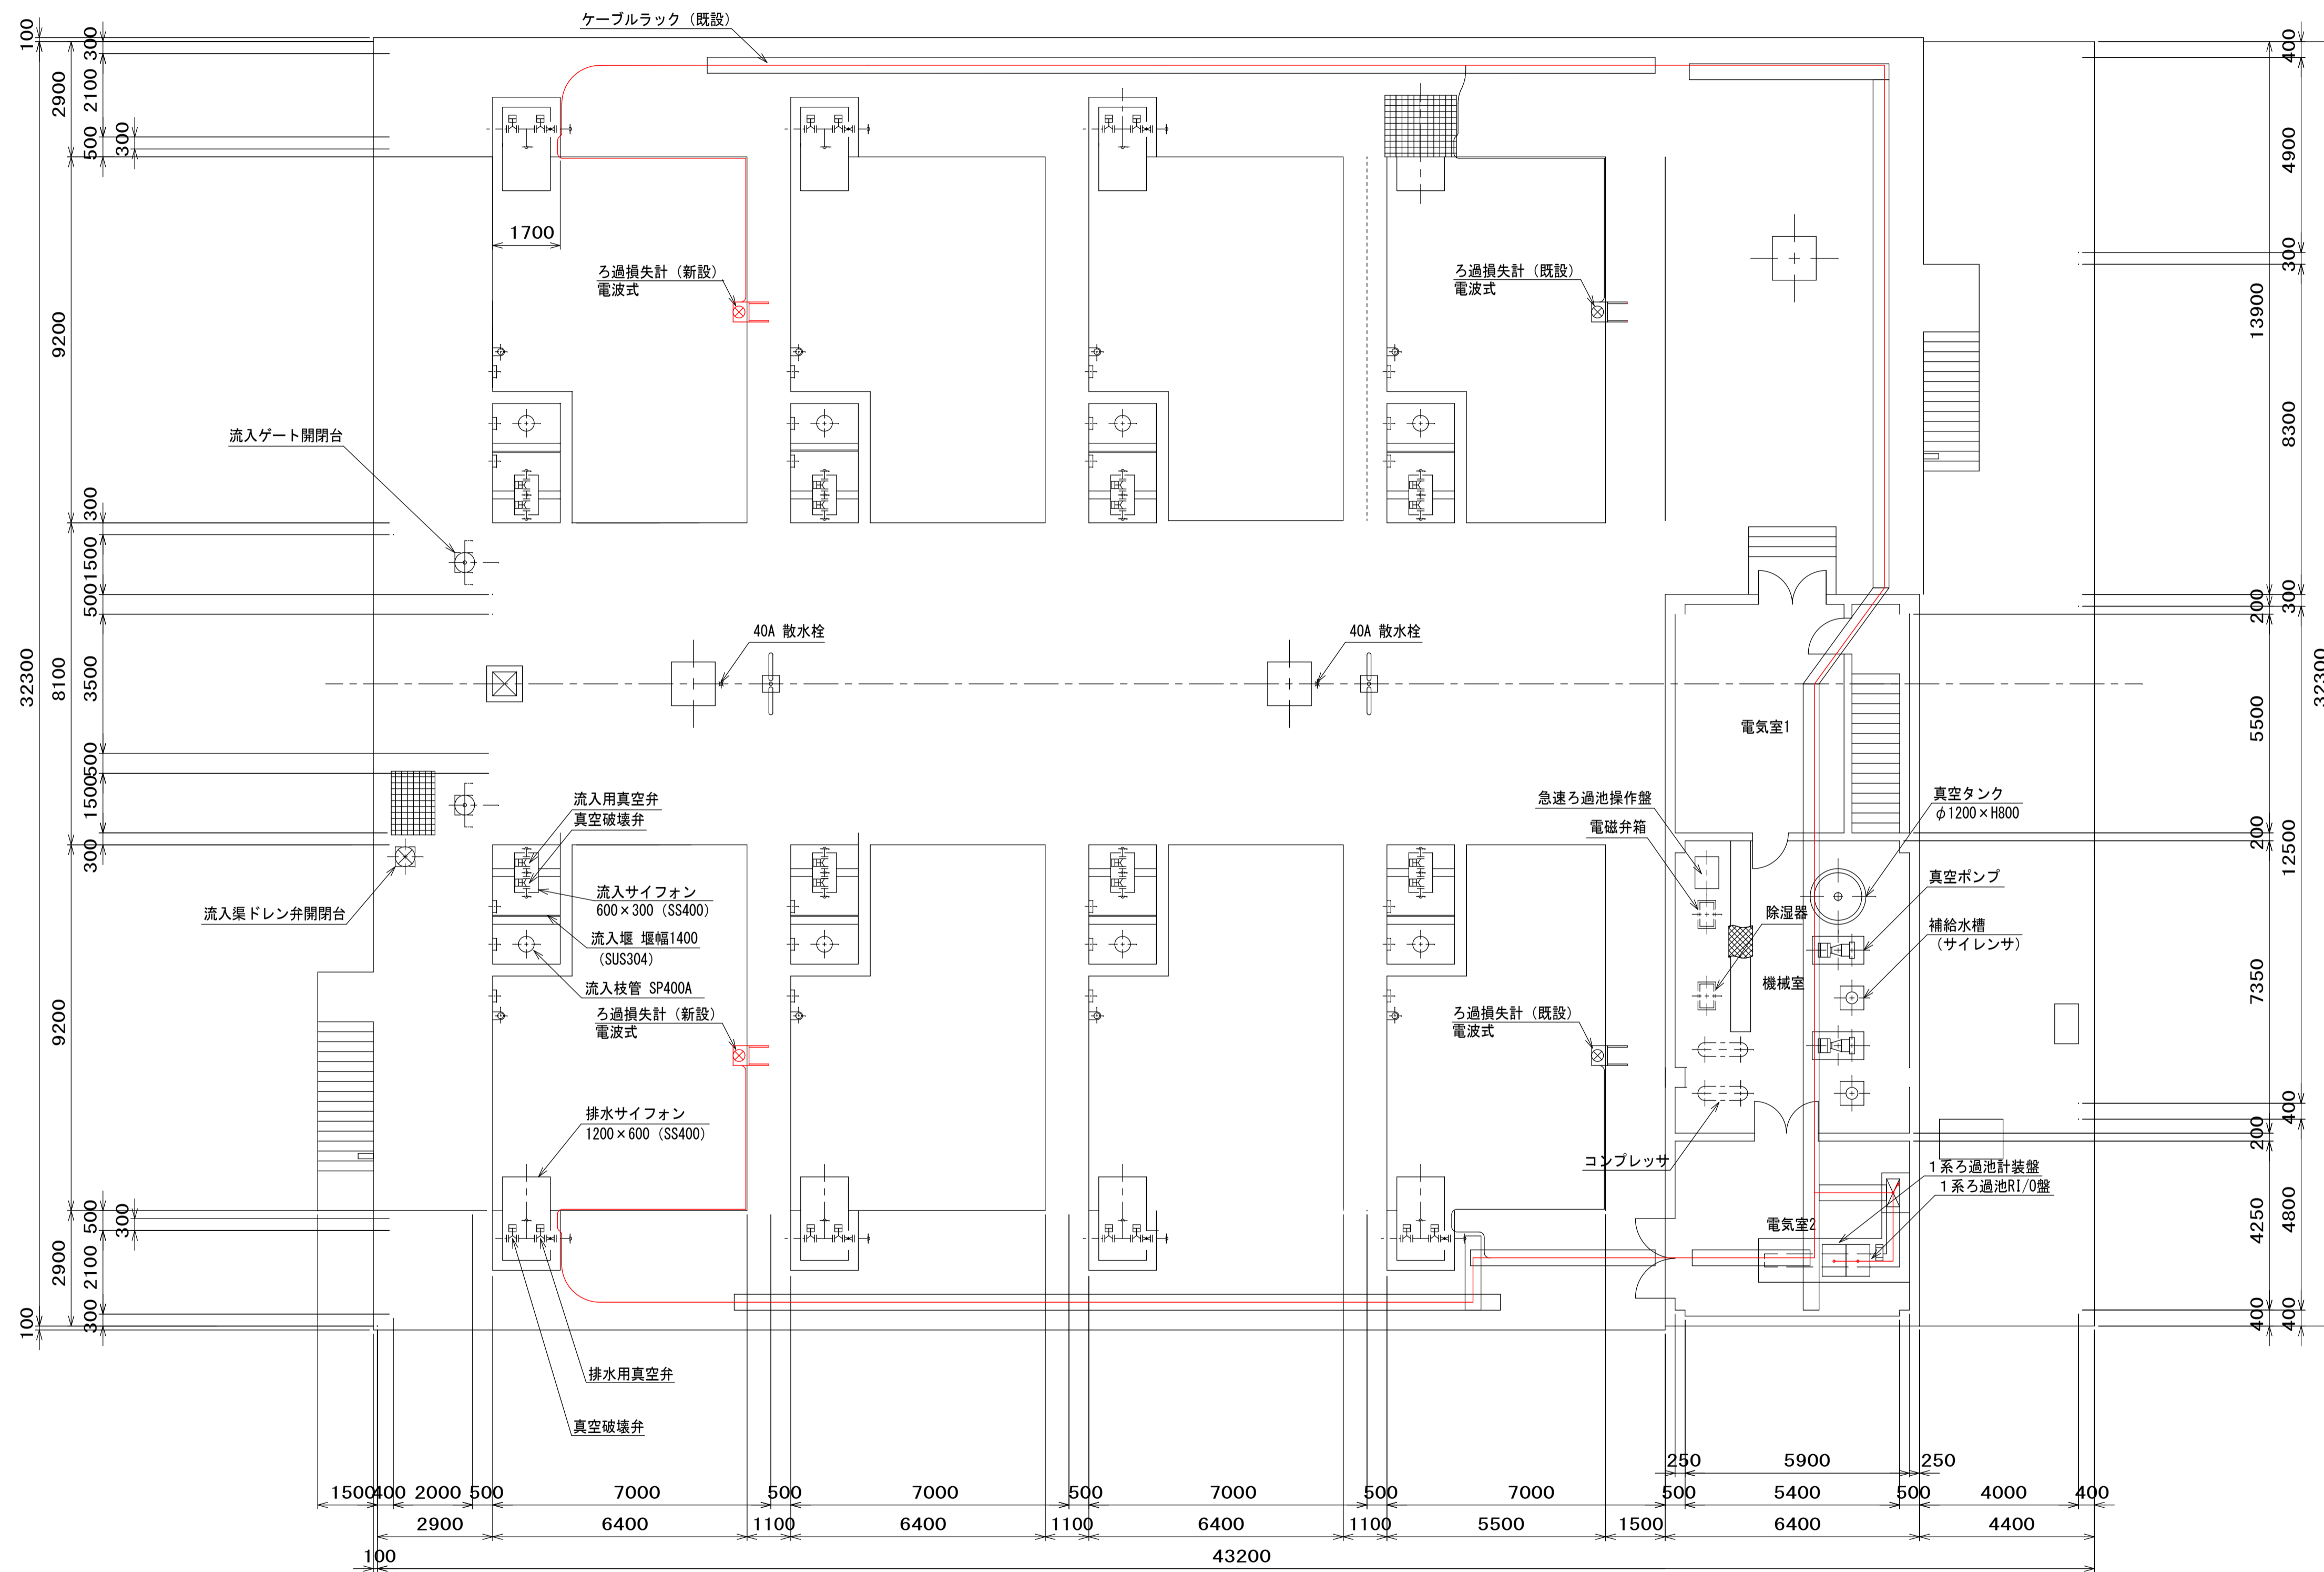 ケーブルラック（既設）
100
2900
300
2100
500
300
400
4900
300
1700
ろ過損失計（新設）
電波式
ろ過損失計（既設）
電波式
9200
13900
8300
流入ゲート開閉台
300
1500
500
200
300
40A 散水栓
40A 散水栓
32300
8100
3500
32300
5500
電気室1
500
1500
300
流入用真空弁
真空破壊弁
急速ろ過池操作盤
電磁弁箱
真空タンク
φ1200×H800
200
12500
流入サイフォン
600×300（SS400）
真空ポンプ
流入渠ドレン弁開閉台
除湿器
補給水槽
（サイレンサ）
流入堰 堰幅1400
（SUS304）
機械室
流入枝管 SP400A
7350
ろ過損失計（新設）
電波式
ろ過損失計（既設）
電波式
9200
排水サイフォン
1200×600（SS400）
400
200
コンプレッサ
１系ろ過池計装盤
１系ろ過池RI/O盤
電気室2
500
300
2900
2100
300
100
4250
4800
400
400
排水用真空弁
真空破壊弁
250
5900
250
1500
400
2000
500
7000
500
7000
500
7000
500
7000
500
5400
500
4000
400
2900
6400
1100
6400
1100
6400
1100
5500
1500
6400
4400
100
43200